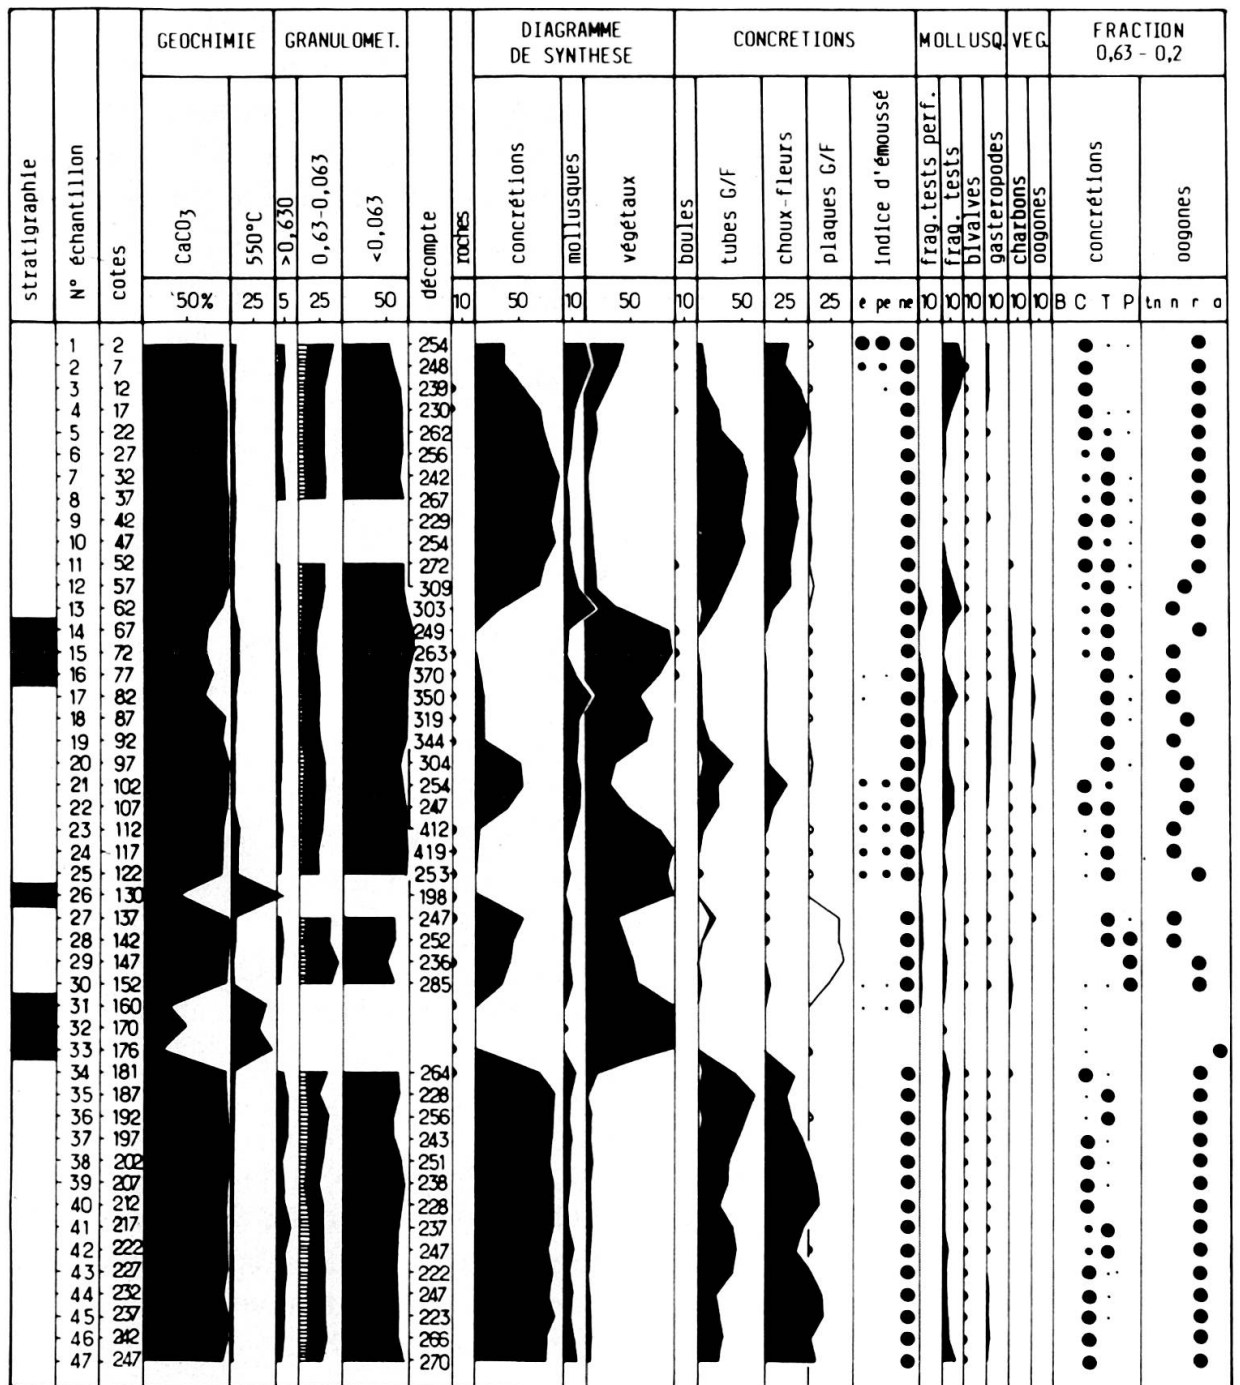 GEOCHIMIE GRANULOMET. DIAGRAMME DE SYNTHESE CONCRETIONS MOLLUSQ. VEG. FRACTION 0,63 - 0,2
stratigraphie N° échantillon cotes CaCO3 550°C >0,630 0,63-0,063 <0,063 décompte roches concrétions mollusques végétaux boules tubes G/F choux-fleurs plaques G/F indice d'émoussé frag.tests perf. frag. tests bivalves gasteropodes charbons oogones concrétions oogones
50% 25 5 25 50 10 50 10 50 10 50 25 25 é pe ne 10 10 10 10 10 10 B C T P tn n r a
1 2 254
2 7 248
3 12 239
4 17 230
5 22 262
6 27 256
7 32 242
8 37 267
9 42 229
10 47 254
11 52 272
12 57 309
13 62 303
14 67 249
15 72 263
16 77 370
17 82 350
18 87 319
19 92 344
20 97 304
21 102 254
22 107 247
23 112 412
24 117 419
25 122 253
26 130 198
27 137 247
28 142 252
29 147 236
30 152 285
31 160
32 170
33 176
34 181 264
35 187 228
36 192 256
37 197 243
38 202 251
39 207 238
40 212 228
41 217 237
42 222 247
43 227 222
44 232 247
45 237 223
46 242 266
47 247 270